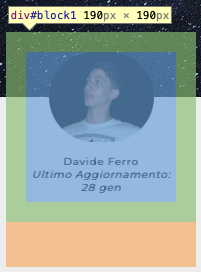 div#block1 190px × 190px
Davide Ferro
Ultimo Aggiornamento:
28 gen